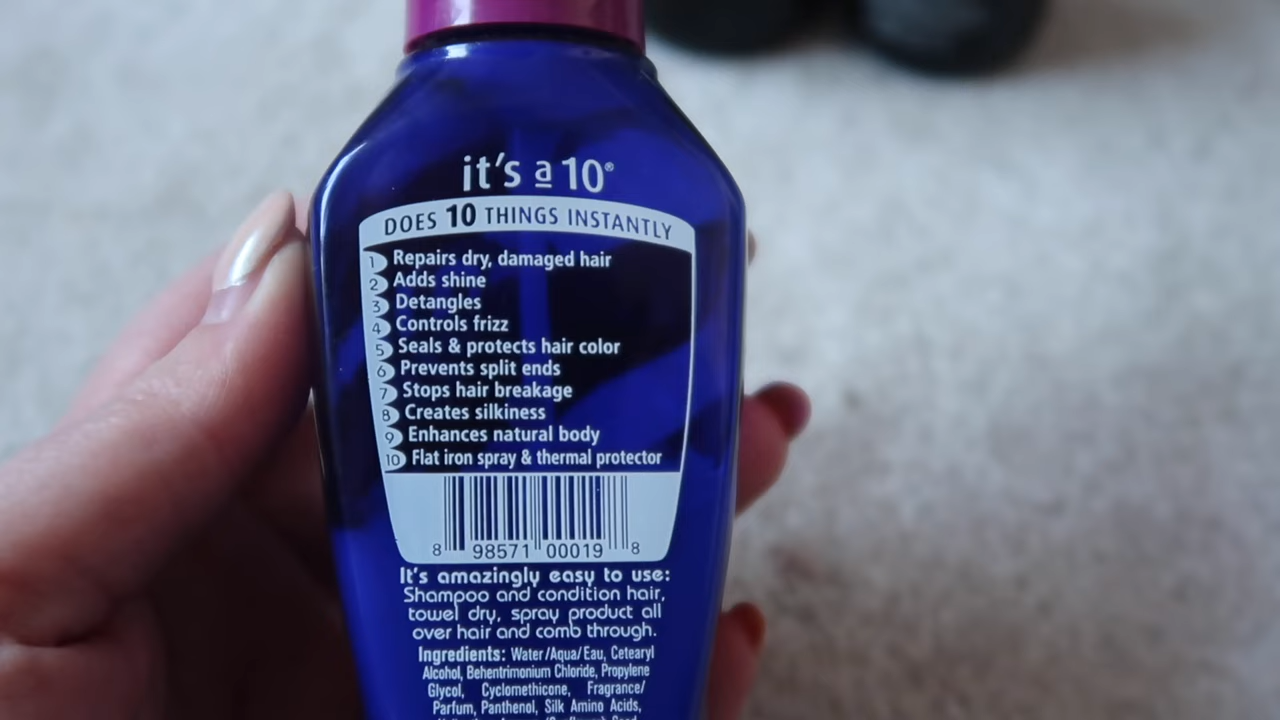 it's a 10®
DOES 10 THINGS INSTANTLY
1 Repairs dry, damaged hair
2 Adds shine
3 Detangles
4 Controls frizz
5 Seals & protects hair color
6 Prevents split ends
7 Stops hair breakage
8 Creates silkiness
9 Enhances natural body
10 Flat iron spray & thermal protector
8 98571 00019 8
It's amazingly easy to use:
Shampoo and condition hair,
towel dry, spray product all
over hair and comb through.
Ingredients: Water/Aqua/Eau, Cetearyl
Alcohol, Behentrimonium Chloride, Propylene
Glycol, Cyclomethicone, Fragrance/
Parfum, Panthenol, Silk Amino Acids,